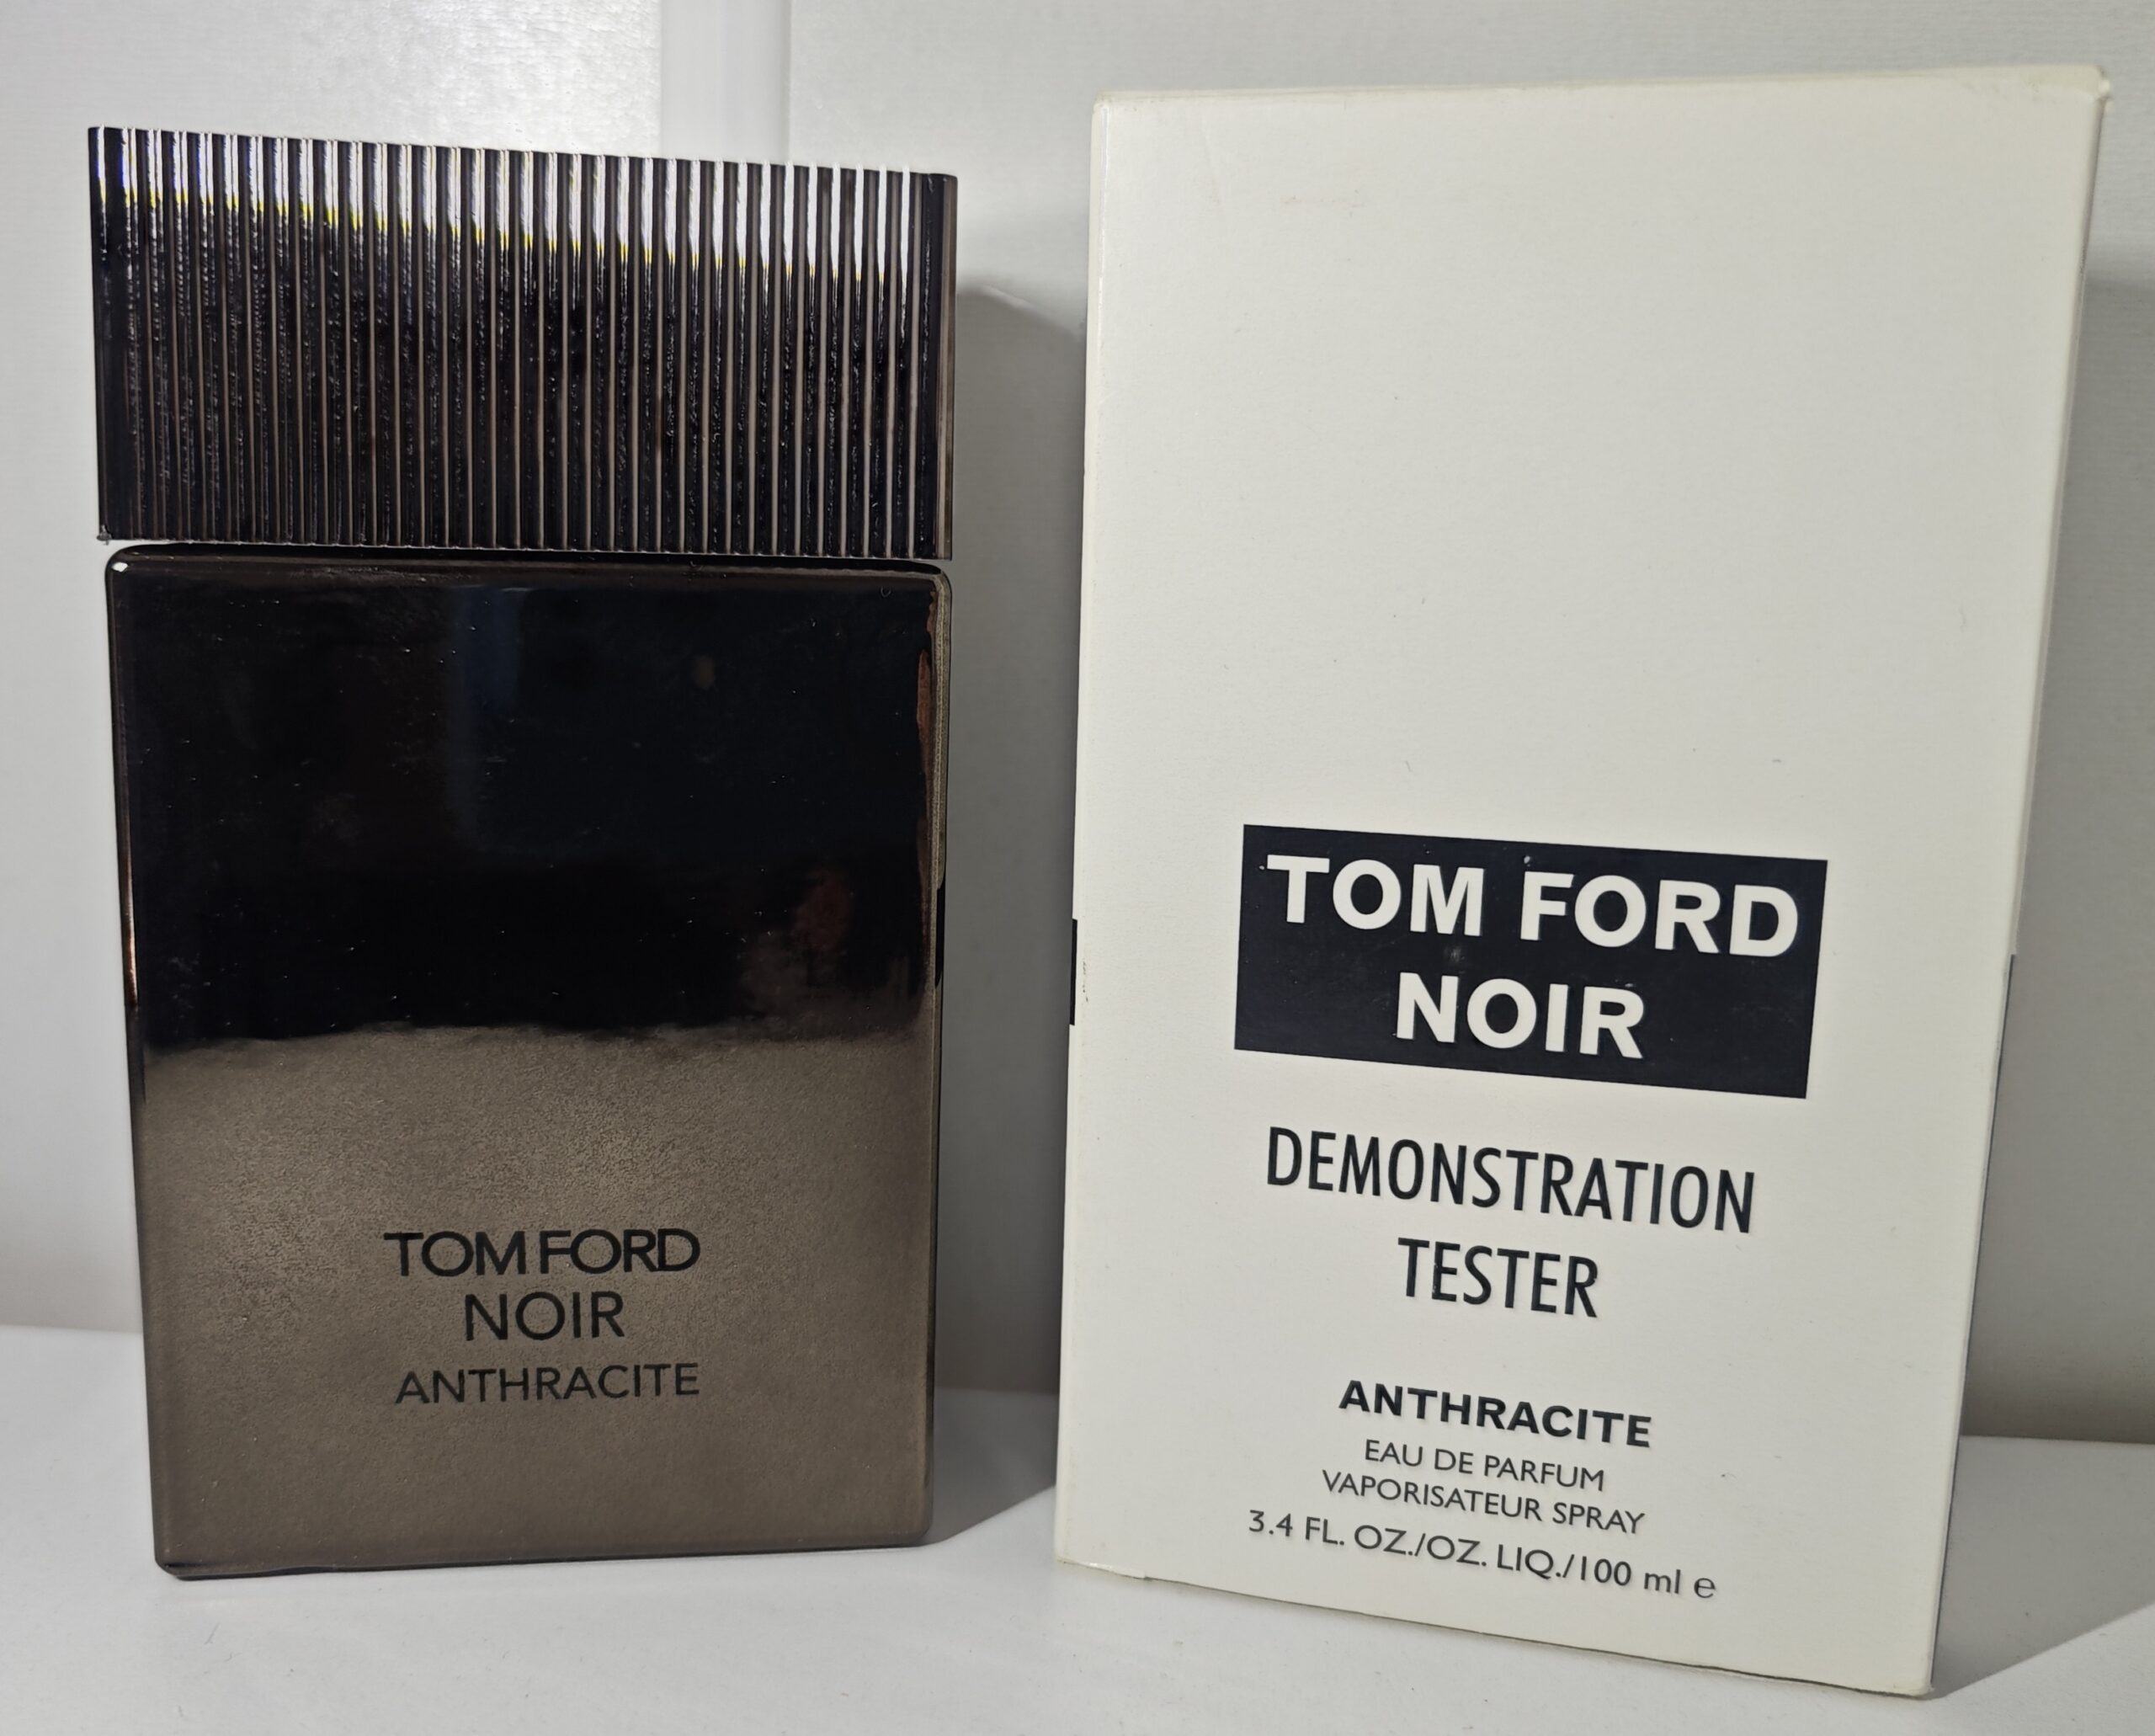 TOM FORD
NOIR
ANTHRACITE
TOM FORD
NOIR
DEMONSTRATION
TESTER
ANTHRACITE
EAU DE PARFUM
VAPORISATEUR SPRAY
3.4 FL. OZ./OZ. LIQ./100 ml ℮